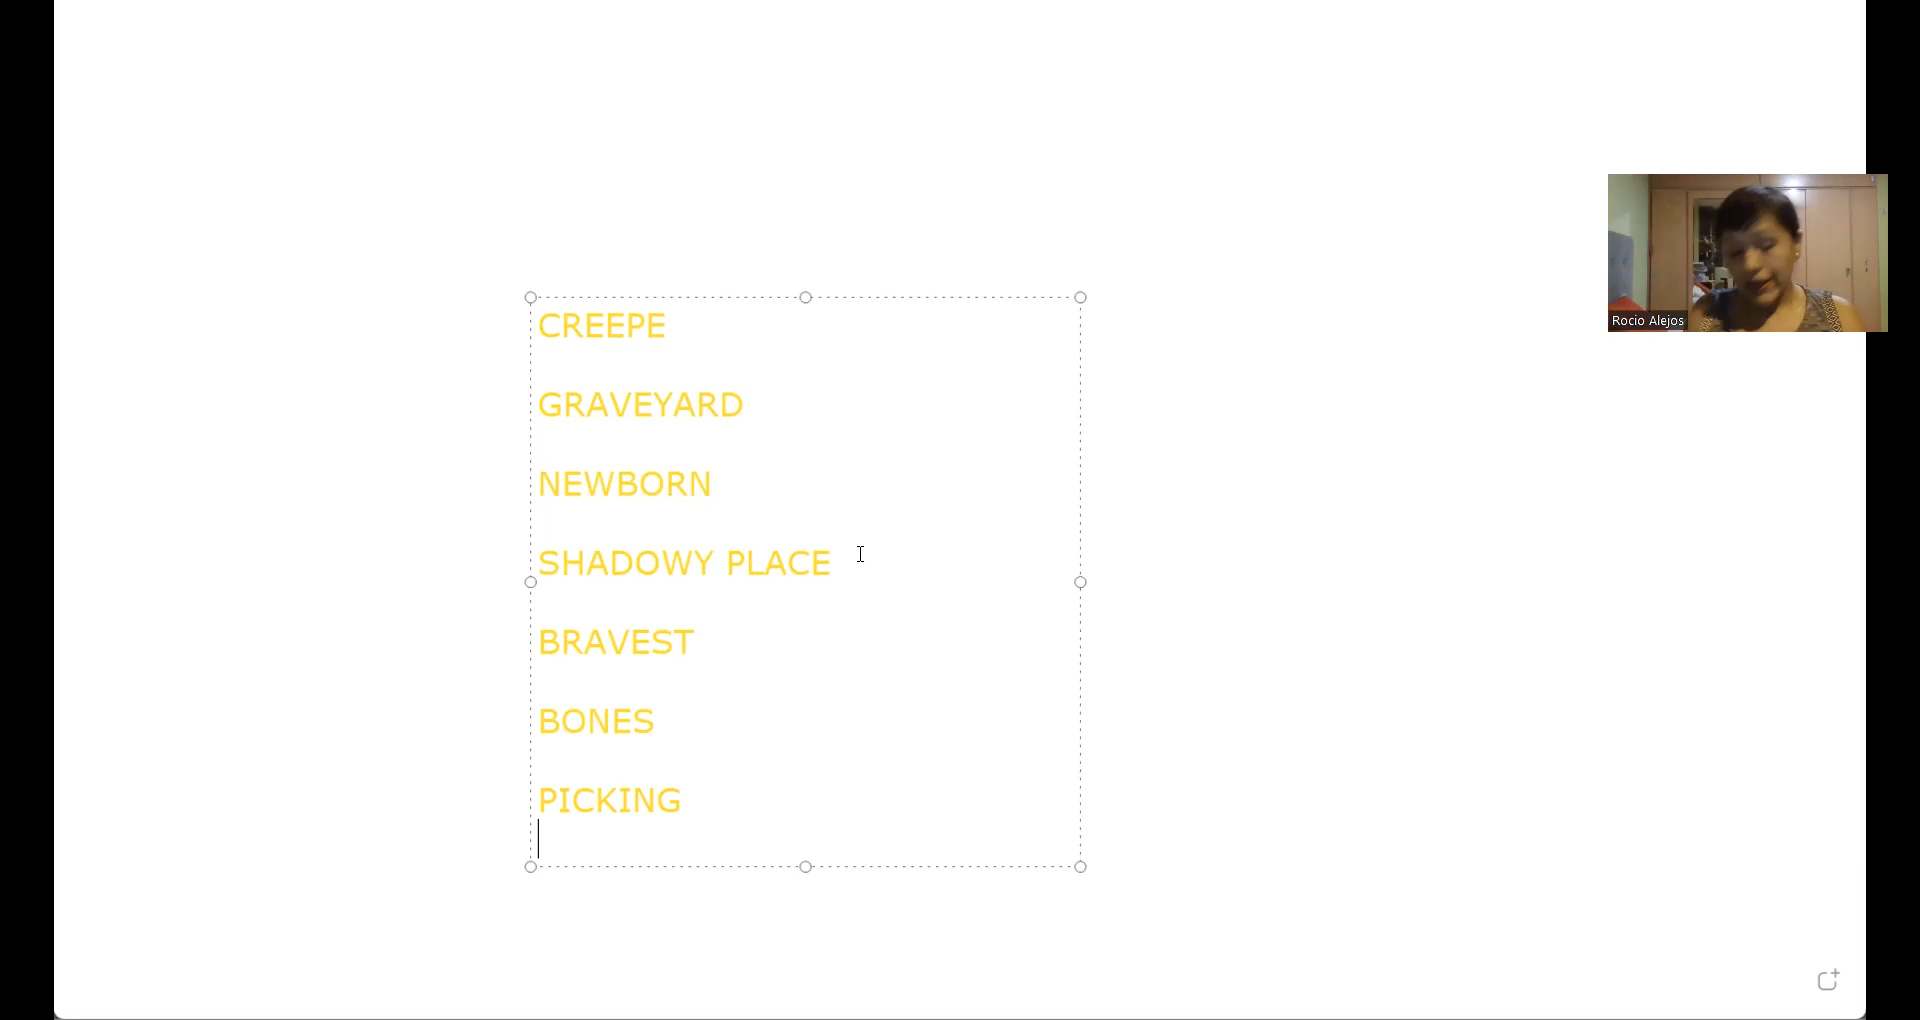 CREEPE
GRAVEYARD
NEWBORN
SHADOWY PLACE
BRAVEST
BONES
PICKING
Rocio Alejos